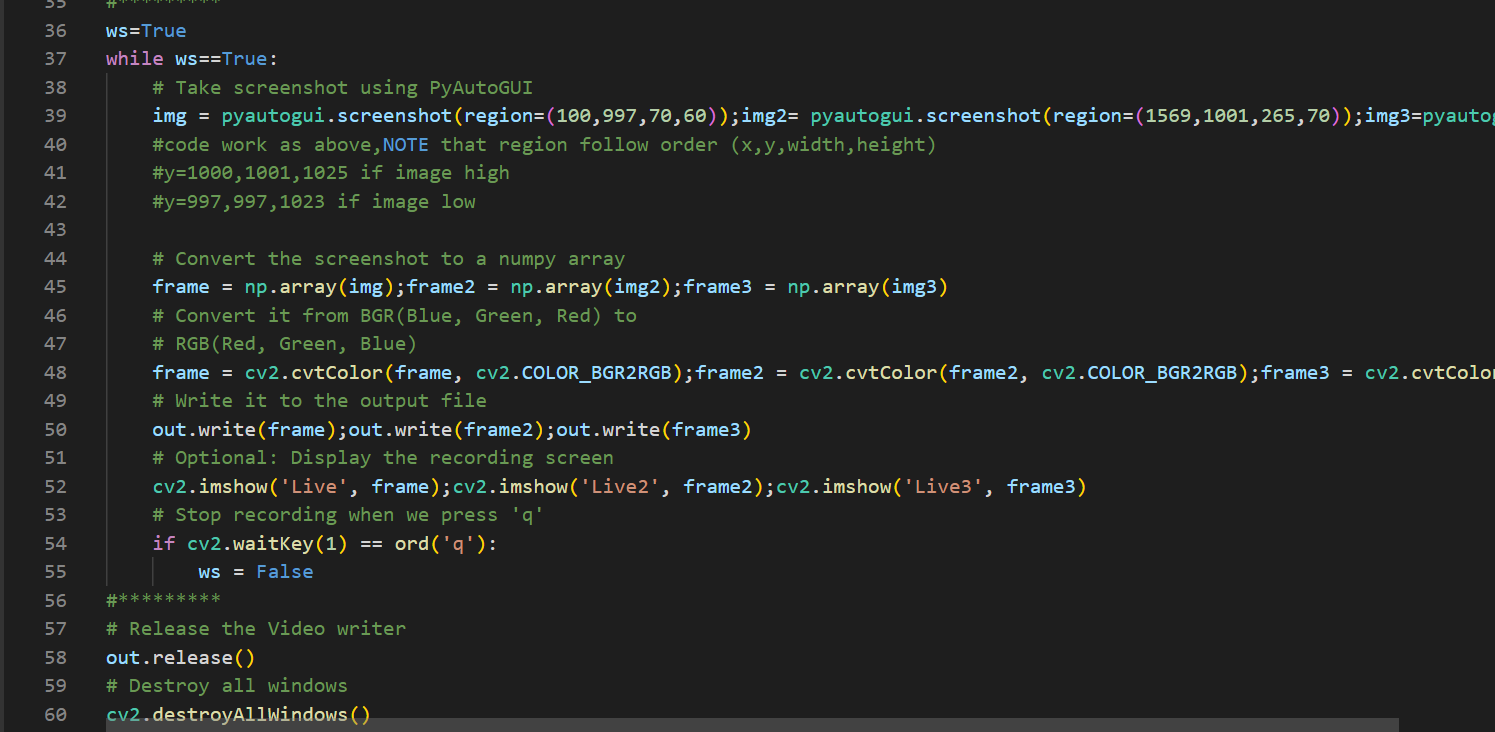 35 #*********
36 ws=True
37 while ws==True:
38 # Take screenshot using PyAutoGUI
39 img = pyautogui.screenshot(region=(100,997,70,60));img2= pyautogui.screenshot(region=(1569,1001,265,70));img3=pyautog
40 #code work as above,NOTE that region follow order (x,y,width,height)
41 #y=1000,1001,1025 if image high
42 #y=997,997,1023 if image low
43
44 # Convert the screenshot to a numpy array
45 frame = np.array(img);frame2 = np.array(img2);frame3 = np.array(img3)
46 # Convert it from BGR(Blue, Green, Red) to
47 # RGB(Red, Green, Blue)
48 frame = cv2.cvtColor(frame, cv2.COLOR_BGR2RGB);frame2 = cv2.cvtColor(frame2, cv2.COLOR_BGR2RGB);frame3 = cv2.cvtColor
49 # Write it to the output file
50 out.write(frame);out.write(frame2);out.write(frame3)
51 # Optional: Display the recording screen
52 cv2.imshow('Live', frame);cv2.imshow('Live2', frame2);cv2.imshow('Live3', frame3)
53 # Stop recording when we press 'q'
54 if cv2.waitKey(1) == ord('q'):
55 ws = False
56 #*********
57 # Release the Video writer
58 out.release()
59 # Destroy all windows
60 cv2.destroyAllWindows()